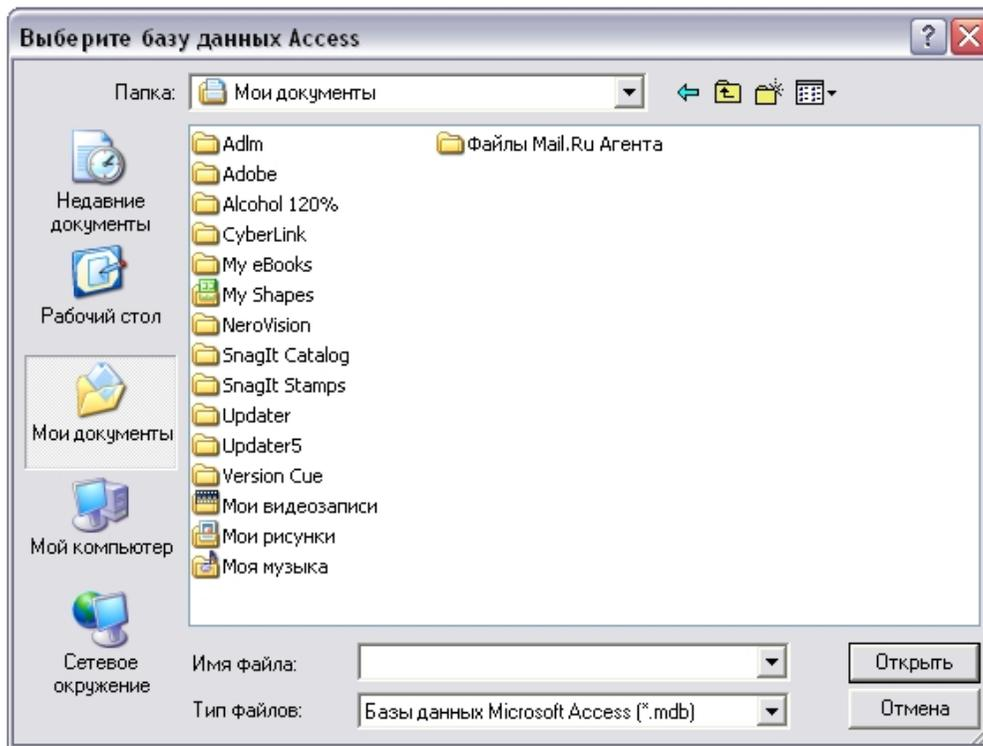 Выберите базу данных Access
Папка: Мои документы
Недавние
документы
Рабочий стол
Мои документы
Мой компьютер
Сетевое
окружение
Adlm
Adobe
Alcohol 120%
CyberLink
My eBooks
My Shapes
NeroVision
SnagIt Catalog
SnagIt Stamps
Updater
Updater5
Version Cue
Мои видеозаписи
Мои рисунки
Моя музыка
Файлы Mail.Ru Агента
Имя файла:
Открыть
Тип файлов: Базы данных Microsoft Access (*.mdb)
Отмена